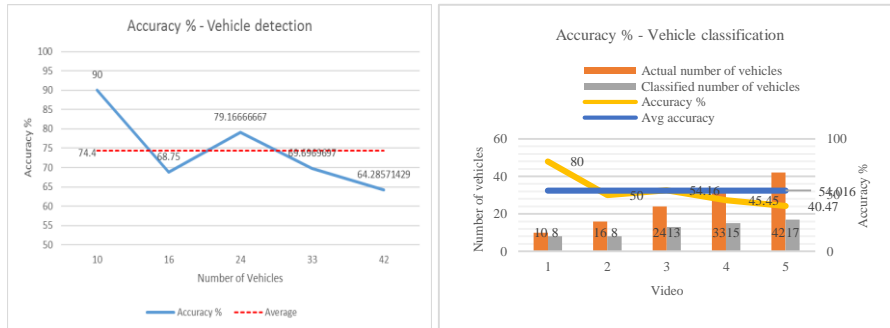 Accuracy % - Vehicle detection
100
95
90
85
80
75
70
65
60
55
50
Accuracy %
90
74.4
68.75
79.16666667
69.6969697
64.28571429
10 16 24 33 42
Number of Vehicles
Accuracy % Average
Accuracy % - Vehicle classification
Actual number of vehicles
Classified number of vehicles
Accuracy %
Avg accuracy
60
40
20
0
Number of vehicles
100
50
0
Accuracy %
80
50
54.16
45.45
40.47
54.016
10 8 16 8 24 13 33 15 42 17
1 2 3 4 5
Video